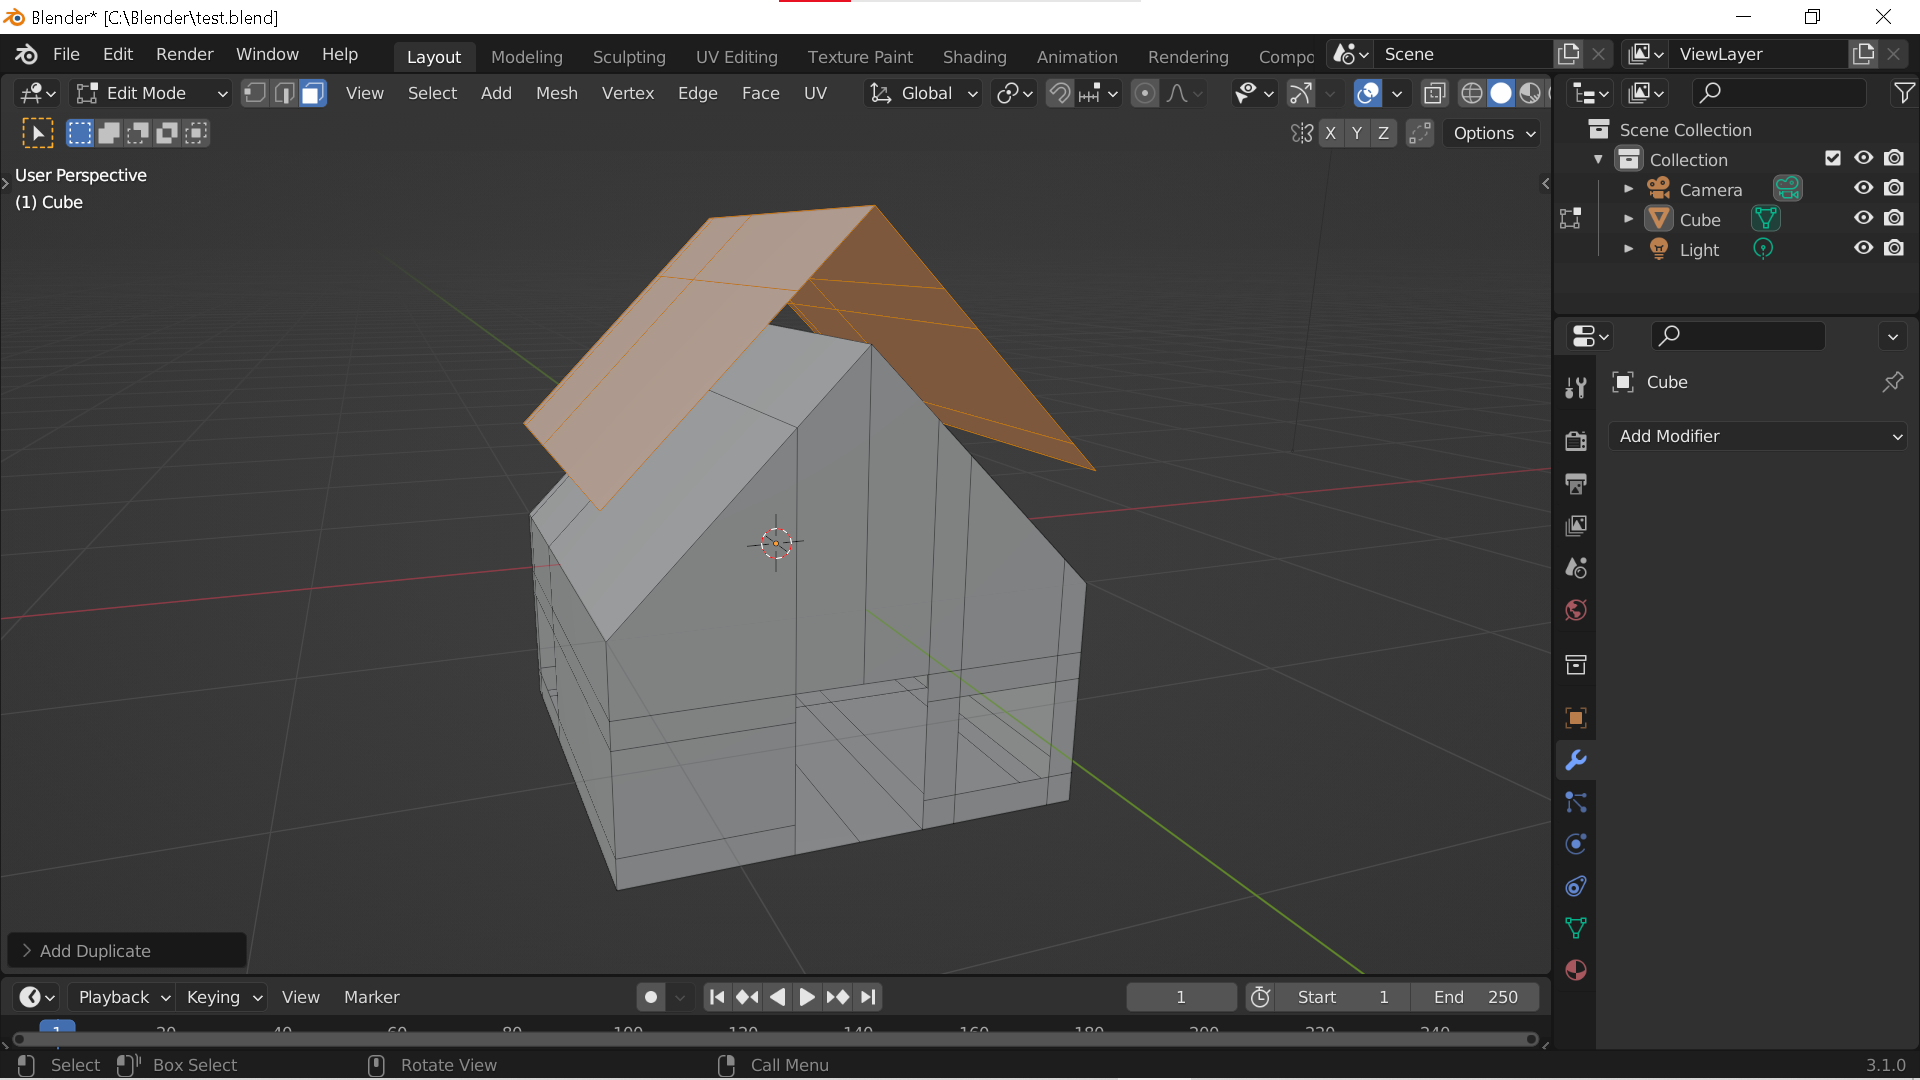 Blender* [C:\Blender\test.blend]
File Edit Render Window Help Layout Modeling Sculpting UV Editing Texture Paint Shading Animation Rendering Compo Scene ViewLayer
Edit Mode View Select Add Mesh Vertex Edge Face UV Global
X Y Z Options
User Perspective
(1) Cube
Scene Collection
Collection
Camera
Cube
Light
Cube
Add Modifier
Add Duplicate
Playback Keying View Marker 1 Start 1 End 250
1 20 40 60 80 100 120 140 160 180 200 220 240
Select Box Select Rotate View Call Menu 3.1.0